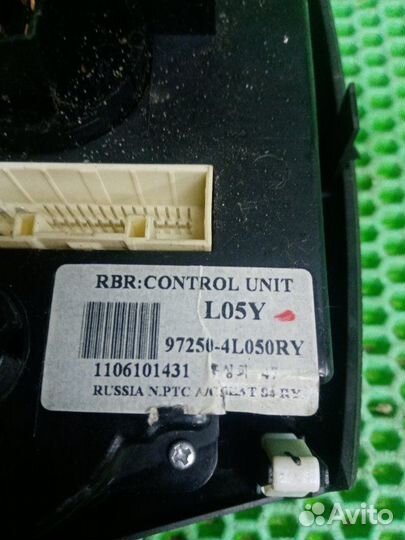 RBR:CONTROL UNIT
L05Y
97250-4L050RY
1106101431
RUSSIA N.PTC
Avito